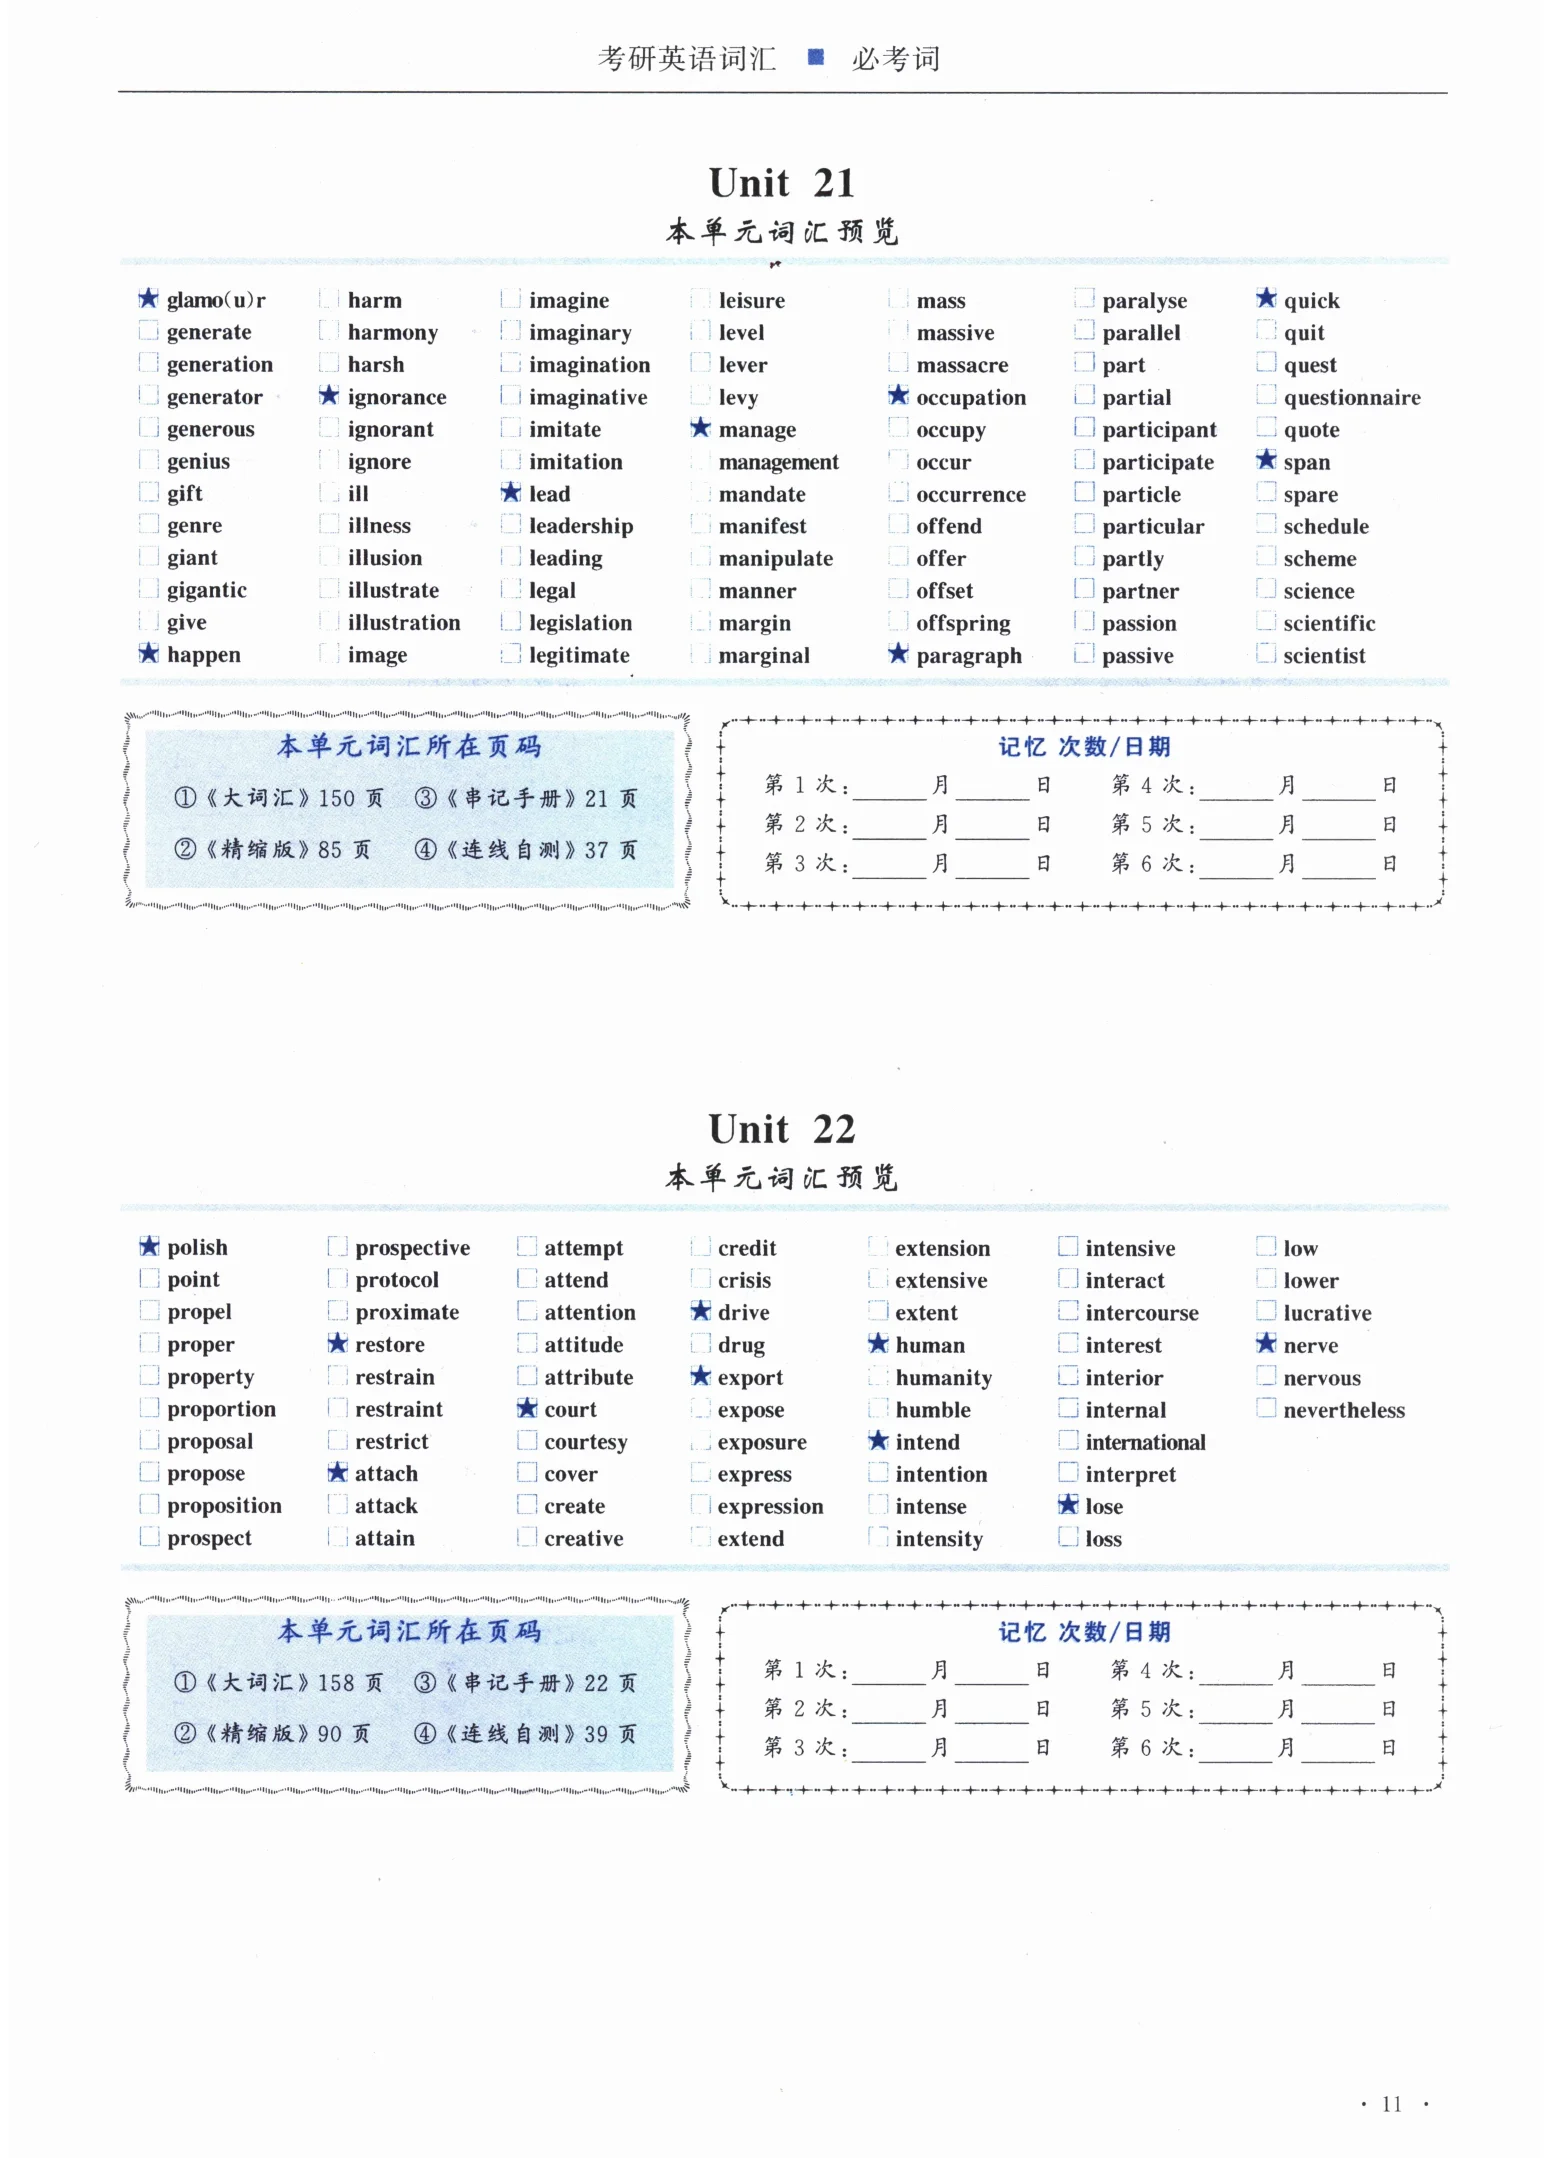 考研英语词汇 ■ 必考词
Unit 21
本单元词汇预览
★ glamo(u)r □ harm □ imagine □ leisure □ mass □ paralyse ★ quick
□ generate □ harmony □ imaginary □ level □ massive □ parallel □ quit
□ generation □ harsh □ imagination □ lever □ massacre □ part □ quest
□ generator ★ ignorance □ imaginative □ levy ★ occupation □ partial □ questionnaire
□ generous □ ignorant □ imitate ★ manage □ occupy □ participant □ quote
□ genius □ ignore □ imitation □ management □ occur □ participate ★ span
□ gift □ ill ★ lead □ mandate □ occurrence □ particle □ spare
□ genre □ illness □ leadership □ manifest □ offend □ particular □ schedule
□ giant □ illusion □ leading □ manipulate □ offer □ partly □ scheme
□ gigantic □ illustrate □ legal □ manner □ offset □ partner □ science
□ give □ illustration □ legislation □ margin □ offspring □ passion □ scientific
★ happen □ image □ legitimate □ marginal ★ paragraph □ passive □ scientist
本单元词汇所在页码
①《大词汇》150 页 ③《串记手册》21 页
②《精缩版》85 页 ④《连线自测》37 页
记忆 次数/日期
第 1 次:______月______日 第 4 次:______月______日
第 2 次:______月______日 第 5 次:______月______日
第 3 次:______月______日 第 6 次:______月______日
Unit 22
本单元词汇预览
★ polish □ prospective □ attempt □ credit □ extension □ intensive □ low
□ point □ protocol □ attend □ crisis □ extensive □ interact □ lower
□ propel □ proximate □ attention ★ drive □ extent □ intercourse □ lucrative
□ proper ★ restore □ attitude □ drug ★ human □ interest ★ nerve
□ property □ restrain □ attribute ★ export □ humanity □ interior □ nervous
□ proportion □ restraint ★ court □ expose □ humble □ internal □ nevertheless
□ proposal □ restrict □ courtesy □ exposure ★ intend □ international
□ propose ★ attach □ cover □ express □ intention □ interpret
□ proposition □ attack □ create □ expression □ intense ★ lose
□ prospect □ attain □ creative □ extend □ intensity □ loss
本单元词汇所在页码
①《大词汇》158 页 ③《串记手册》22 页
②《精缩版》90 页 ④《连线自测》39 页
记忆 次数/日期
第 1 次:______月______日 第 4 次:______月______日
第 2 次:______月______日 第 5 次:______月______日
第 3 次:______月______日 第 6 次:______月______日
· 11 ·